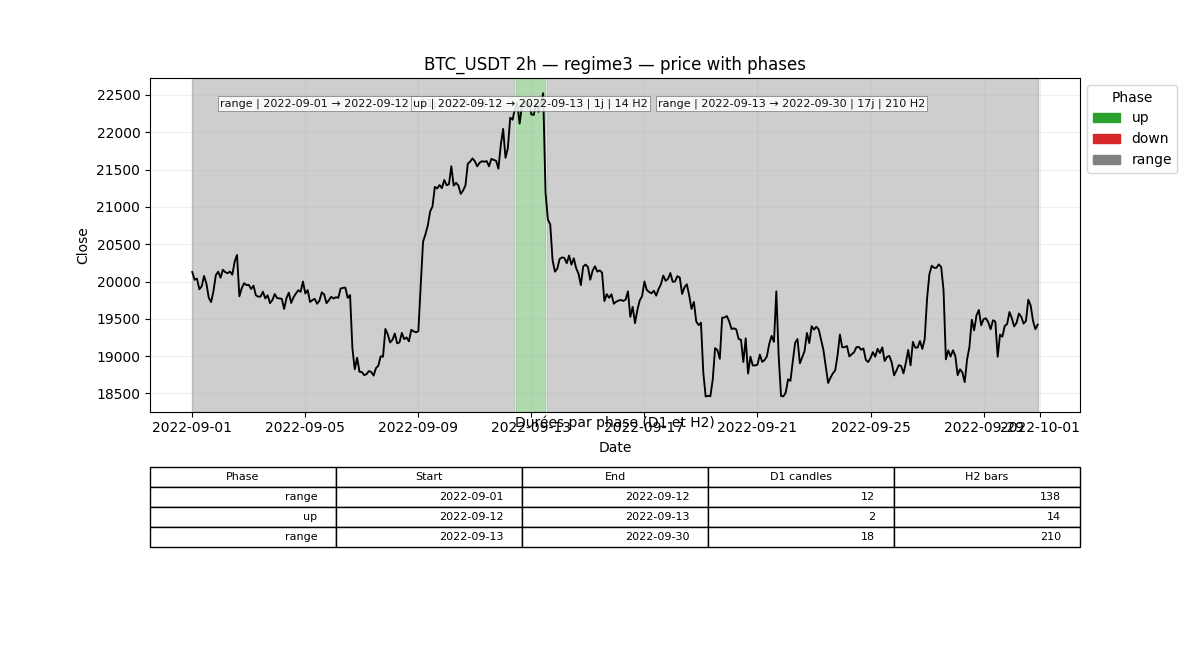 BTC_USDT 2h — regime3 — price with phases
range | 2022-09-01 → 2022-09-12
up | 2022-09-12 → 2022-09-13 | 1j | 14 H2
range | 2022-09-13 → 2022-09-30 | 17j | 210 H2
Phase
up
down
range
Close
22500
22000
21500
21000
20500
20000
19500
19000
18500
Durées par phase (D1 et H2)
2022-09-01 2022-09-05 2022-09-09 2022-09-13 2022-09-17 2022-09-21 2022-09-25 2022-09-29 2022-10-01
Date
Phase Start End D1 candles H2 bars
range 2022-09-01 2022-09-12 12 138
up 2022-09-12 2022-09-13 2 14
range 2022-09-13 2022-09-30 18 210